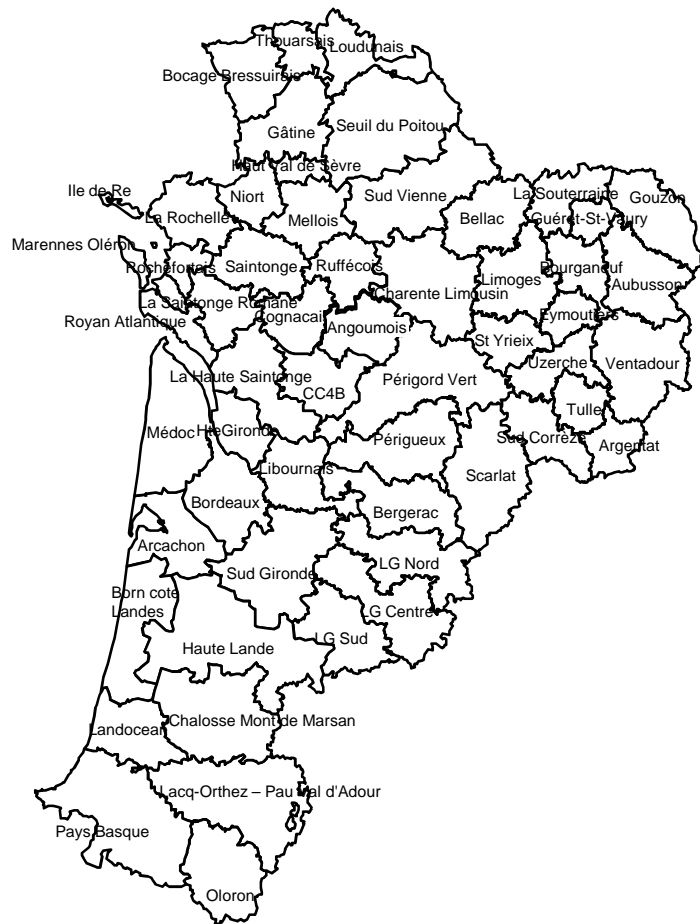 Thouarsais
Loudunais
Bocage Bressuirais
Gâtine
Seuil du Poitou
Haut Val de Sèvre
Ile de Re
Niort
Sud Vienne
La Souterraine
Gouzon
La Rochelle
Mellois
Bellac
Guéret-St-Vaury
Marennes Oléron
Rochefortais
Saintonge
Ruffécois
Bourganeuf
Limoges
Aubusson
Charente Limousin
La Saintonge Romane
Royan Atlantique
Cognacais
Angoumois
Eymoutiers
St Yrieix
Uzerche
Ventadour
La Haute Saintonge
CC4B
Périgord Vert
Tulle
Médoc
HteGironde
Périgueux
Sud Corrèze
Argentat
Libournais
Scarlat
Bordeaux
Bergerac
Arcachon
LG Nord
Sud Gironde
Born cote
Landes
LG Centre
LG Sud
Haute Lande
Landocean
Chalosse Mont de Marsan
Lacq-Orthez – Pau Val d'Adour
Pays Basque
Oloron